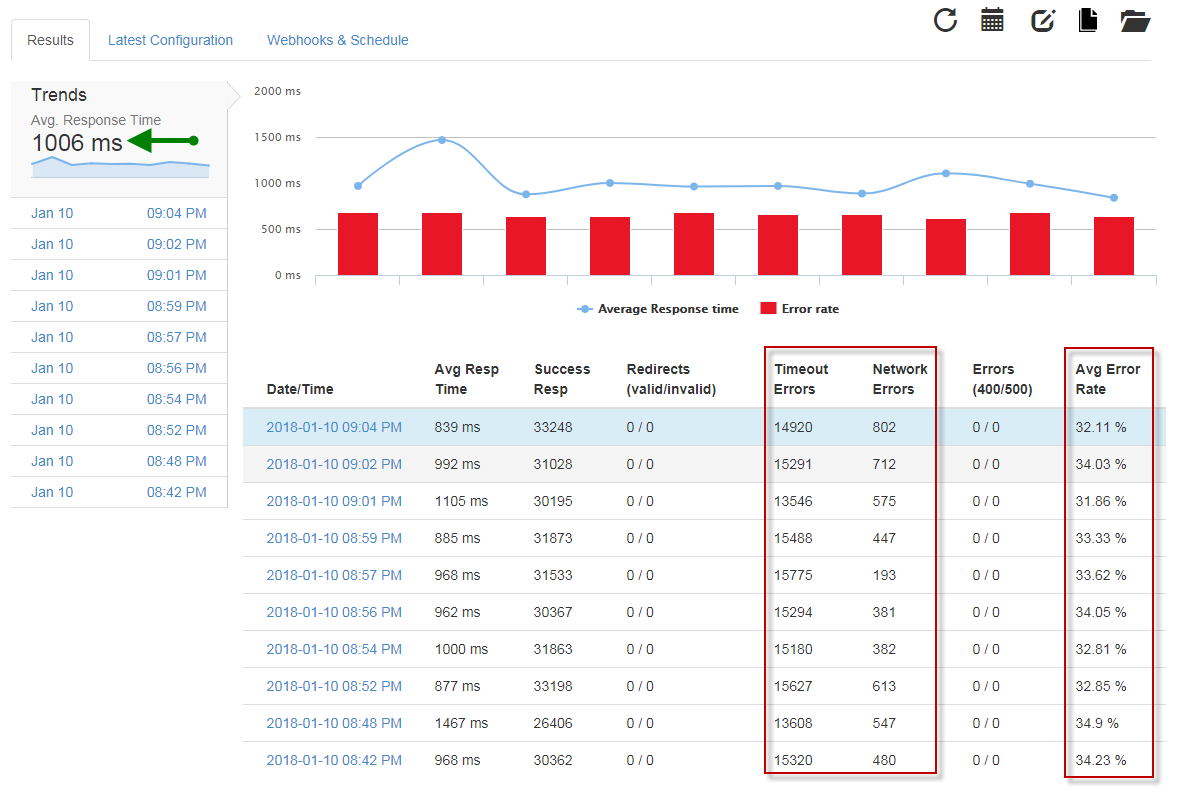 Results Latest Configuration Webhooks & Schedule
Trends
Avg. Response Time
1006 ms
Jan 10 09:04 PM
Jan 10 09:02 PM
Jan 10 09:01 PM
Jan 10 08:59 PM
Jan 10 08:57 PM
Jan 10 08:56 PM
Jan 10 08:54 PM
Jan 10 08:52 PM
Jan 10 08:48 PM
Jan 10 08:42 PM
2000 ms
1500 ms
1000 ms
500 ms
0 ms
Average Response time Error rate
Avg Resp Success Redirects Timeout Network Errors Avg Error
Date/Time Time Resp (valid/invalid) Errors Errors (400/500) Rate
2018-01-10 09:04 PM 839 ms 33248 0 / 0 14920 802 0 / 0 32.11 %
2018-01-10 09:02 PM 992 ms 31028 0 / 0 15291 712 0 / 0 34.03 %
2018-01-10 09:01 PM 1105 ms 30195 0 / 0 13546 575 0 / 0 31.86 %
2018-01-10 08:59 PM 885 ms 31873 0 / 0 15488 447 0 / 0 33.33 %
2018-01-10 08:57 PM 968 ms 31533 0 / 0 15775 193 0 / 0 33.62 %
2018-01-10 08:56 PM 962 ms 30367 0 / 0 15294 381 0 / 0 34.05 %
2018-01-10 08:54 PM 1000 ms 31863 0 / 0 15180 382 0 / 0 32.81 %
2018-01-10 08:52 PM 877 ms 33198 0 / 0 15627 613 0 / 0 32.85 %
2018-01-10 08:48 PM 1467 ms 26406 0 / 0 13608 547 0 / 0 34.9 %
2018-01-10 08:42 PM 968 ms 30362 0 / 0 15320 480 0 / 0 34.23 %